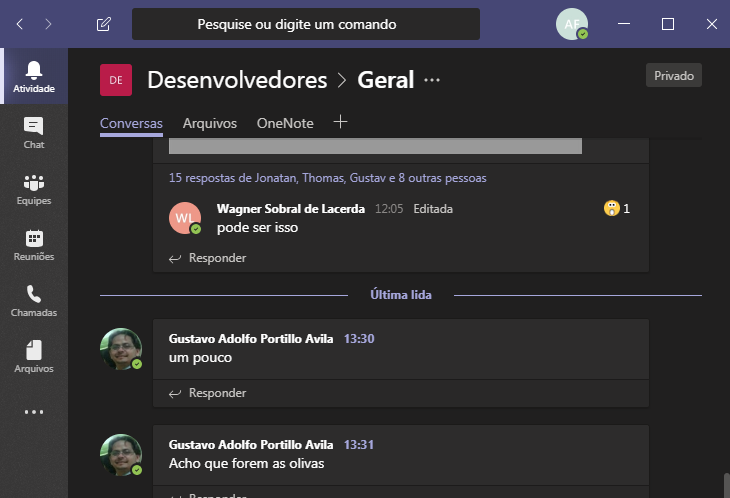 Pesquise ou digite um comando
AF
Atividade
Chat
Equipes
Reuniões
Chamadas
Arquivos
DE
Desenvolvedores > Geral ...
Privado
Conversas Arquivos OneNote +
15 respostas de Jonatan, Thomas, Gustav e 8 outras pessoas
WL
Wagner Sobral de Lacerda 12:05 Editada
1
pode ser isso
Responder
Última lida
Gustavo Adolfo Portillo Avila 13:30
um pouco
Responder
Gustavo Adolfo Portillo Avila 13:31
Acho que forem as olivas
Responder